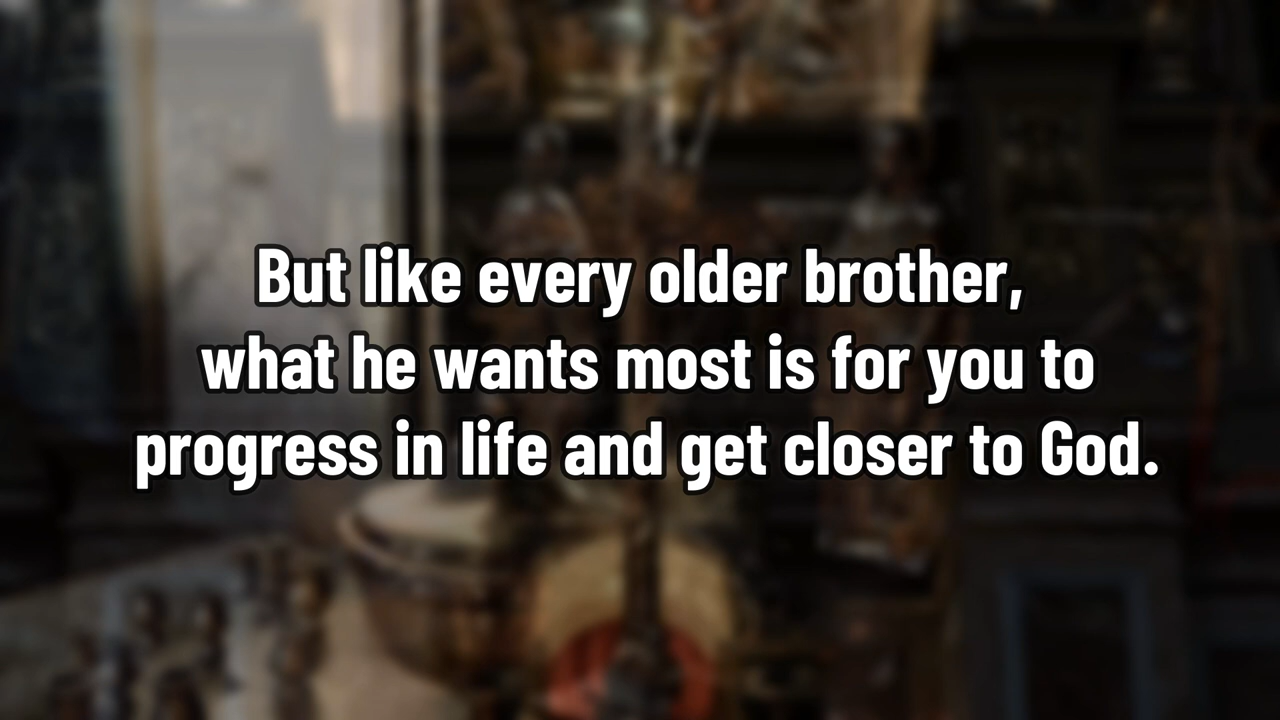 But like every older brother,
what he wants most is for you to
progress in life and get closer to God.